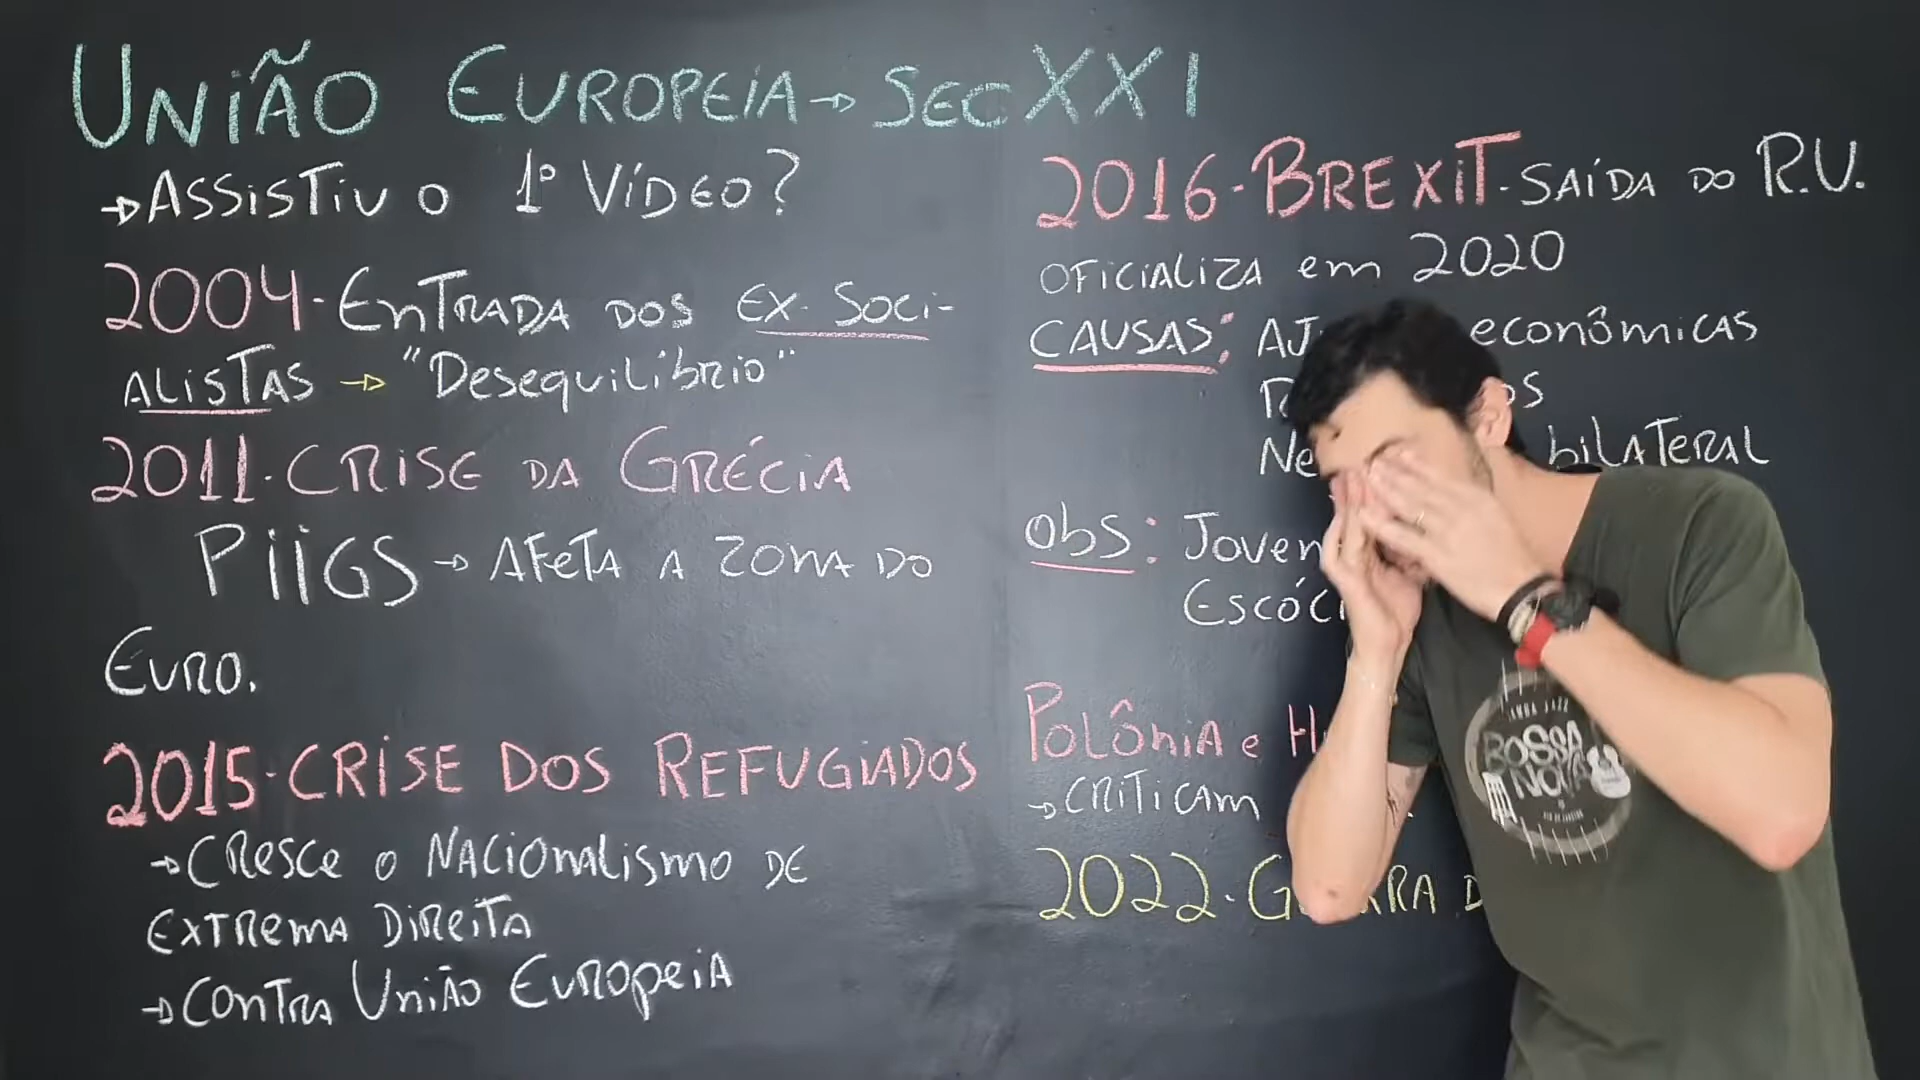 UNIÃO EUROPEIA → SEC XXI
→ ASSISTIU O 1º VÍDEO?
2004 - ENTRADA DOS EX-SOCI-
ALISTAS → "DESEQUILÍBRIO"
2011 - CRISE DA GRÉCIA
PIIGS → AFETA A ZONA DO
EURO.
2015 - CRISE DOS REFUGIADOS
→ CRESCE O NACIONALISMO DE
EXTREMA DIREITA
→ CONTRA UNIÃO EUROPEIA
2016 - BREXIT - SAÍDA DO R.U.
OFICIALIZA em 2020
CAUSAS: econômicas
bilATERAL
Obs:
POLÔNIA e
→ CRITICAM
2022 -
BOSSA
NOVA